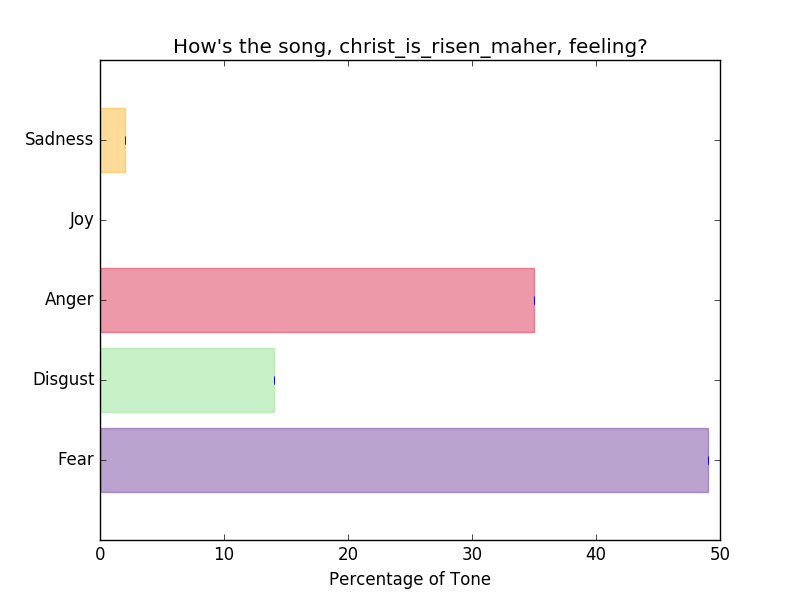 How's the song, christ_is_risen_maher, feeling?
Sadness
Joy
Anger
Disgust
Fear
0 10 20 30 40 50
Percentage of Tone